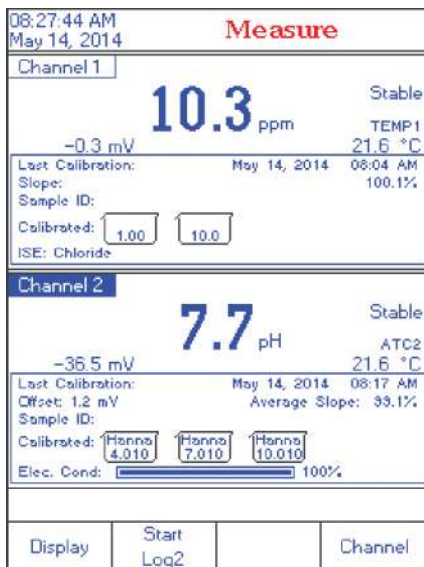 08:27:44 AM
May 14, 2014
Measure
Channel 1
10.3 ppm
Stable
TEMP1
-0.3 mV
21.6 °C
Last Calibration: May 14, 2014 08:04 AM
Slope: 100.1%
Sample ID:
Calibrated: 1.00 10.0
ISE: Chloride
Channel 2
7.7 pH
Stable
ATC2
-36.5 mV
21.6 °C
Last Calibration: May 14, 2014 08:17 AM
Offset: 1.2 mV Average Slope: 99.1%
Sample ID:
Calibrated: Hanna 4.010 Hanna 7.010 Hanna 10.010
Elec. Cond: 100%
Display
Start
Log2
Channel